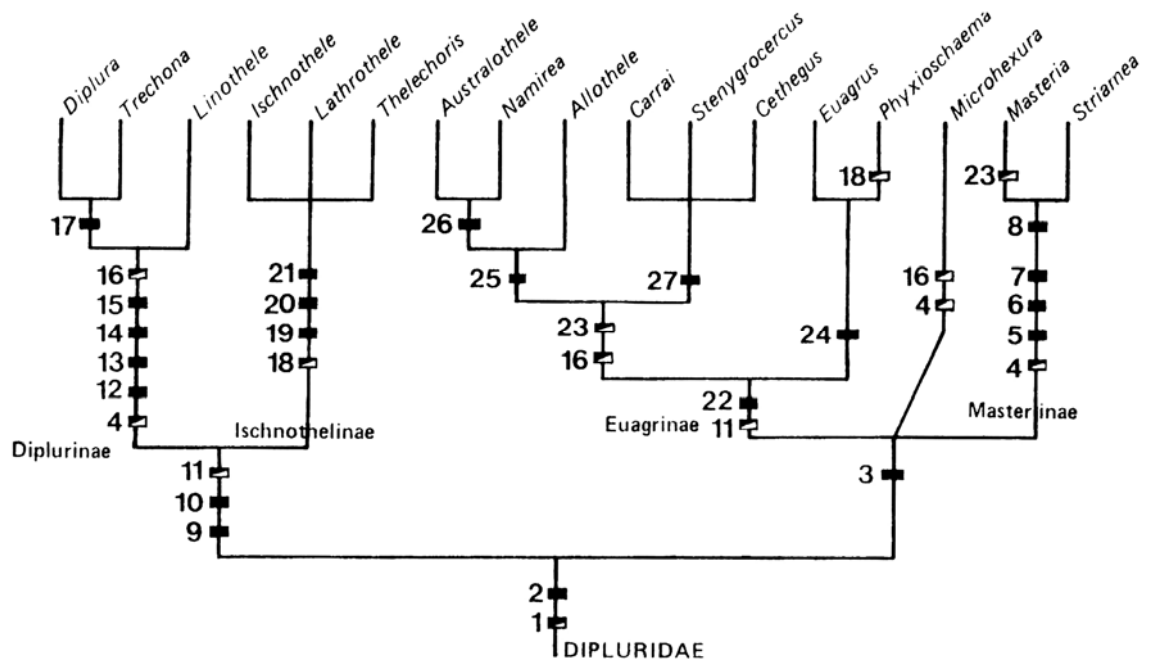 Diplura
Trechona
Linothele
Ischnothele
Lathrothele
Thelechoris
Australothele
Namirea
Allothele
Carrai
Stenygrocercus
Cethegus
Euagrus
Phyxioschaema
Microhexura
Masteria
Striamea
18
23
17
26
8
16
21
25
27
16
7
15
20
4
6
14
19
23
24
5
13
18
16
4
12
22
Masteriinae
4
Ischnothelinae
Euagrinae
11
Diplurinae
11
3
10
9
2
1
DIPLURIDAE